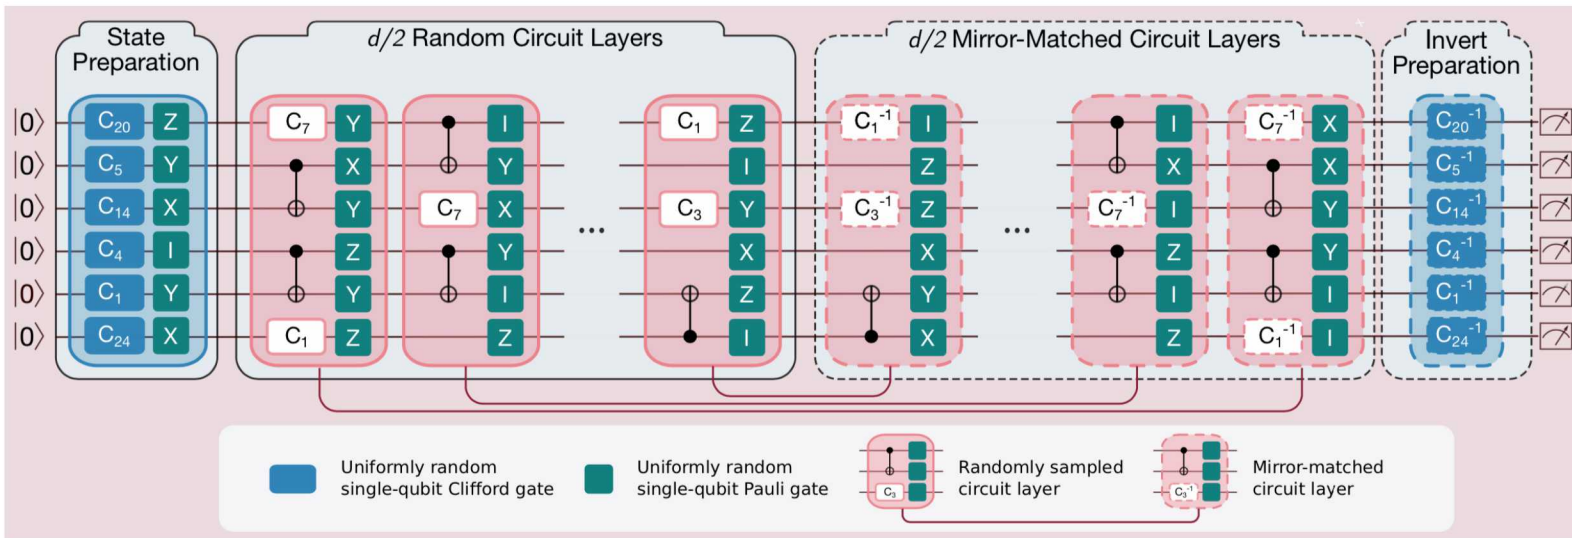 State
Preparation
d/2 Random Circuit Layers
d/2 Mirror-Matched Circuit Layers
Invert
Preparation
|0⟩ C₂₀ Z C₇ Y I C₁ Z C₁⁻¹ I I C₇⁻¹ X C₂₀⁻¹
|0⟩ C₅ Y X Y I Z X X C₅⁻¹
|0⟩ C₁₄ X Y C₇ X C₃ Y C₃⁻¹ Z C₇⁻¹ I Y C₁₄⁻¹
... ...
|0⟩ C₄ I Z Y X X Z Y C₄⁻¹
|0⟩ C₁ Y Y I Z Y I I C₁⁻¹
|0⟩ C₂₄ X C₁ Z Z I X Z C₁⁻¹ I C₂₄⁻¹
Uniformly random
single-qubit Clifford gate
Uniformly random
single-qubit Pauli gate
C₃
Randomly sampled
circuit layer
C₃⁻¹
Mirror-matched
circuit layer